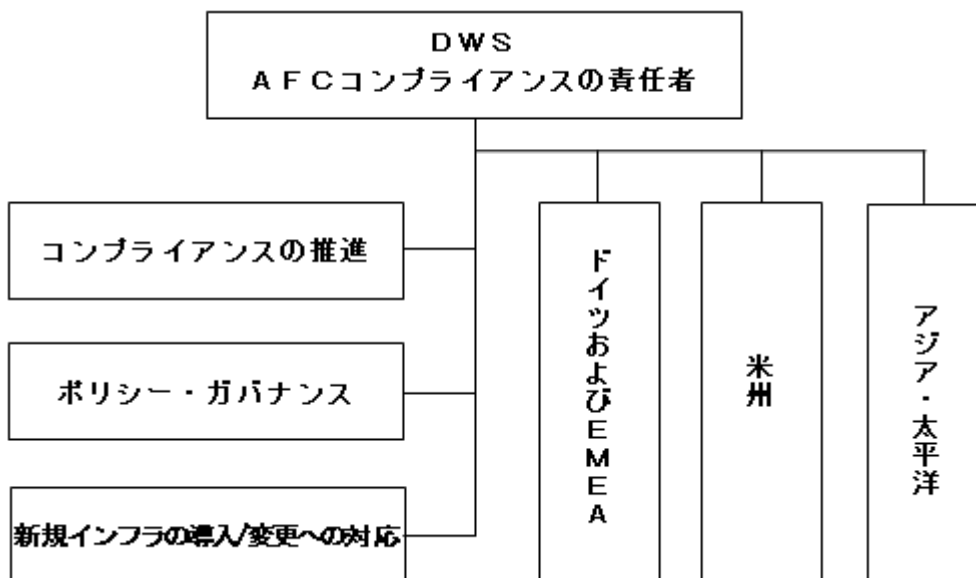 DWS
AFCコンプライアンスの責任者
コンプライアンスの推進
ポリシー・ガバナンス
新規インフラの導入/変更への対応
ドイツおよびEMEA
米州
アジア・太平洋